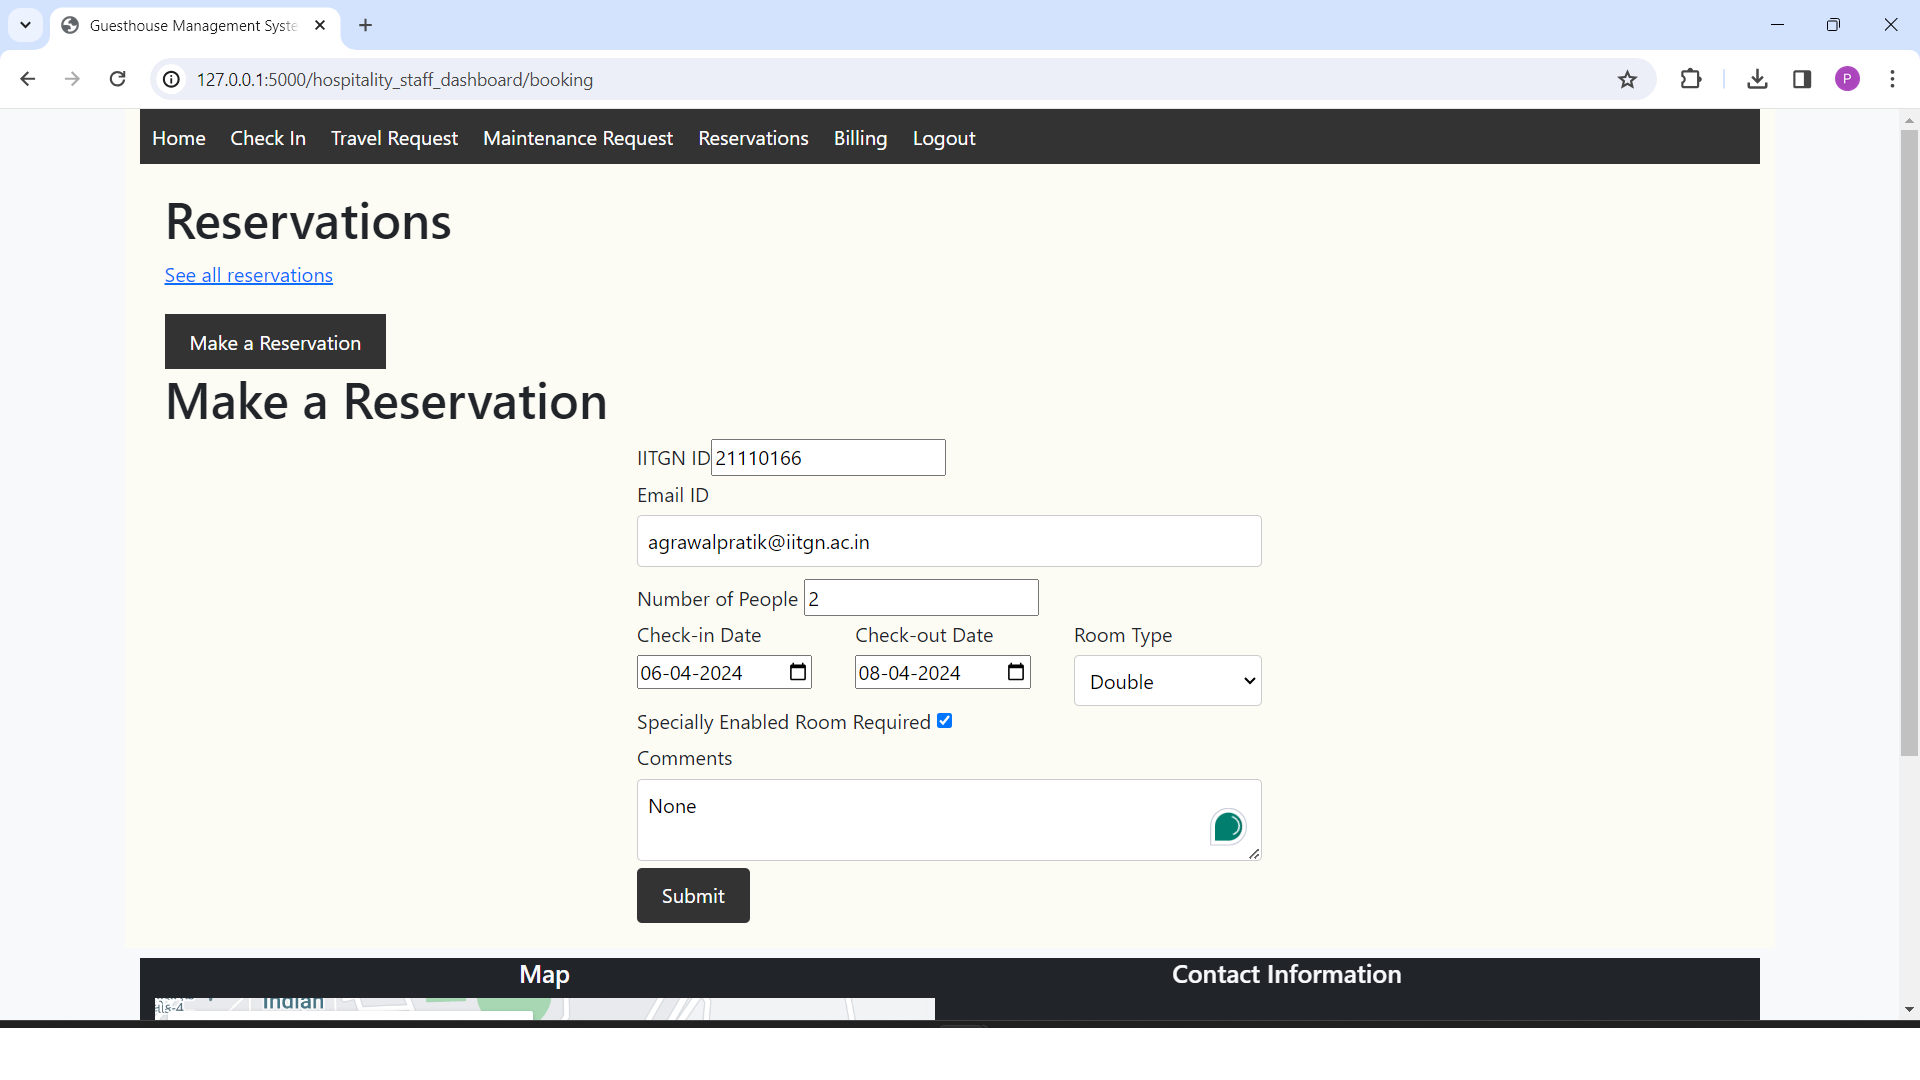 Guesthouse Management Syste
127.0.0.1:5000/hospitality_staff_dashboard/booking
P
Home Check In Travel Request Maintenance Request Reservations Billing Logout
Reservations
See all reservations
Make a Reservation
Make a Reservation
IITGN ID 21110166
Email ID
agrawalpratik@iitgn.ac.in
Number of People 2
Check-in Date Check-out Date Room Type
06-04-2024 08-04-2024 Double
Specially Enabled Room Required
Comments
None
Submit
Map Contact Information
Indian